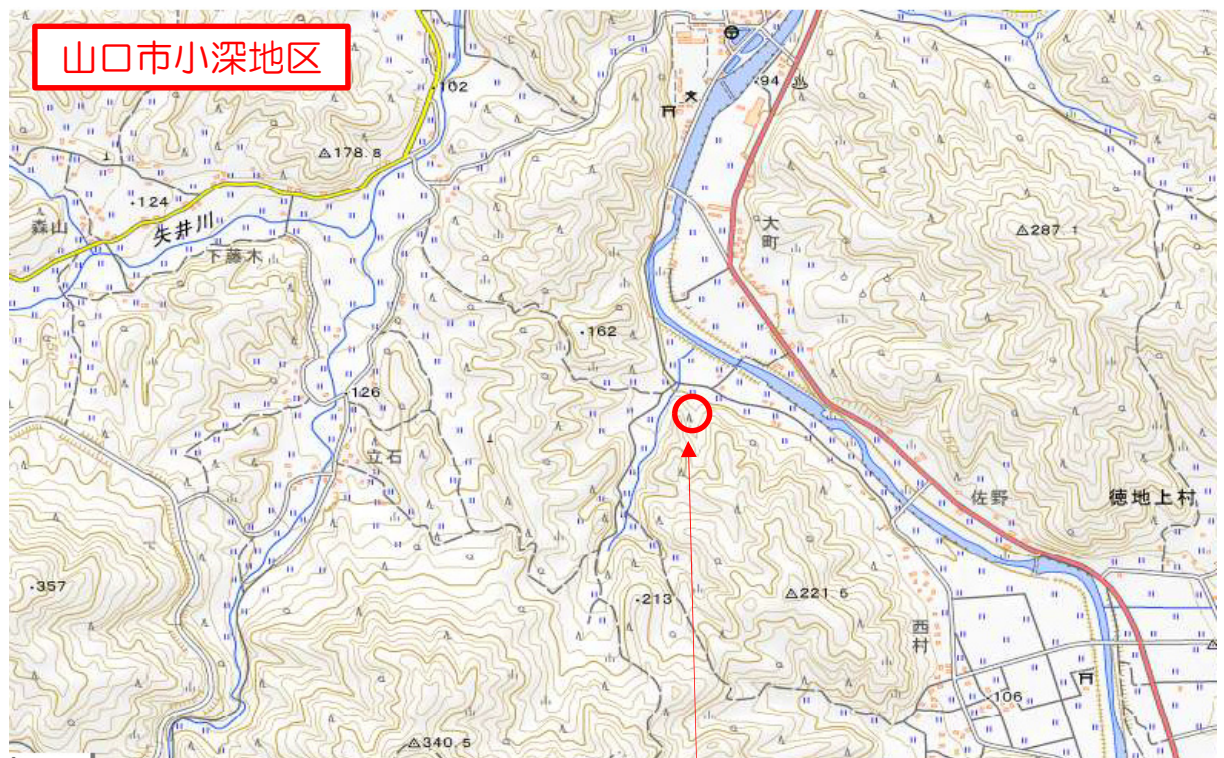 山口市小深地区
102
94
文
△178.8
124
森山
矢井川
下藤木
大町
△287.1
162
126
立石
佐野
徳地上村
357
213
△221.5
西村
106
△340.5